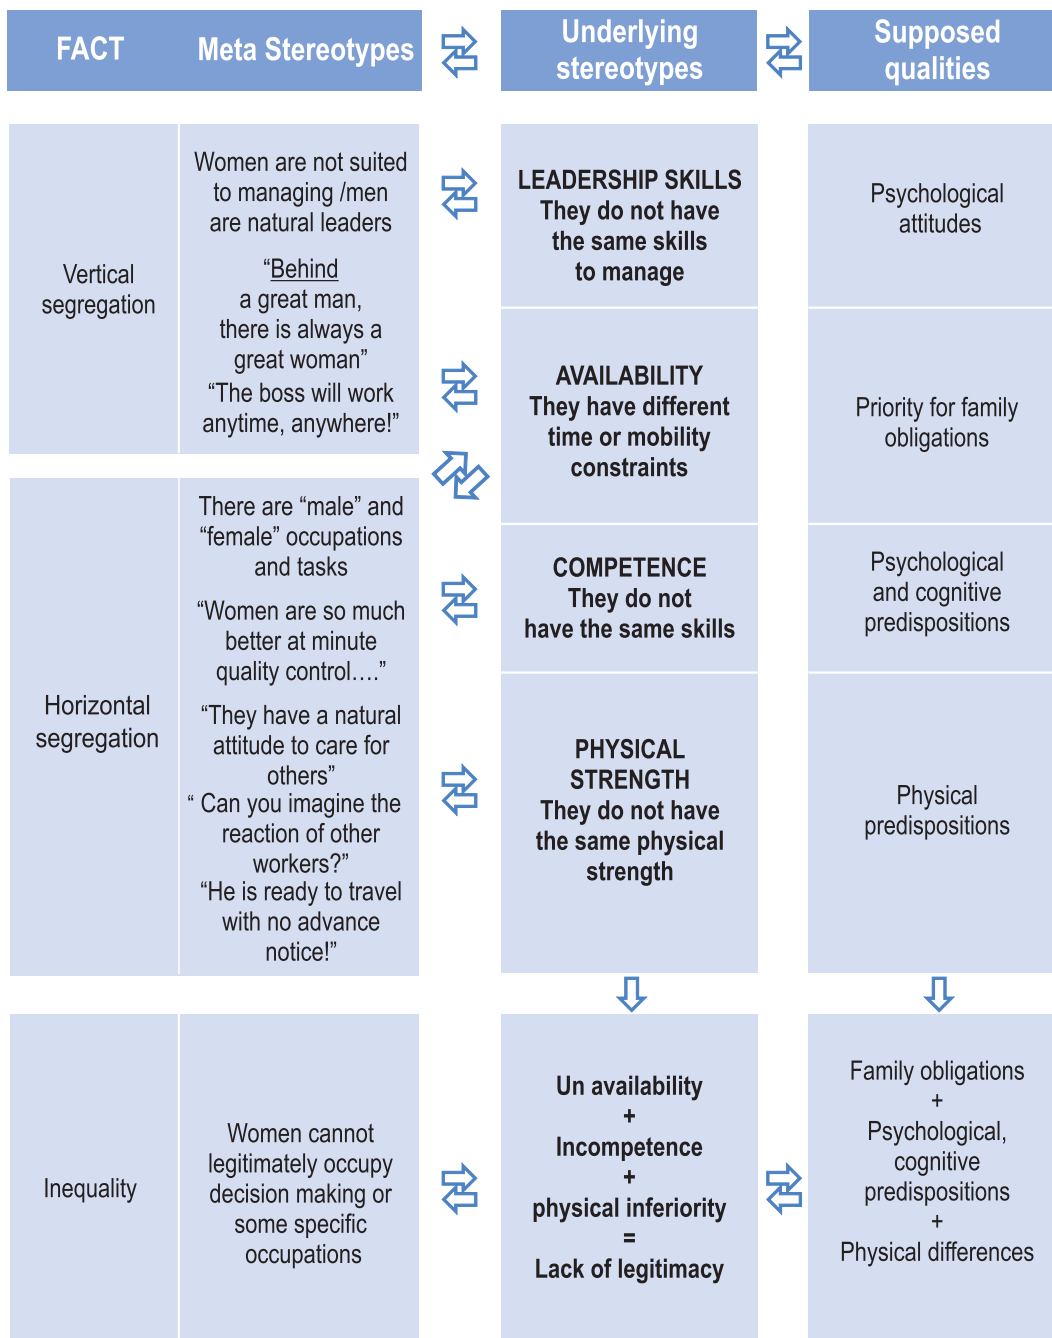 FACT
Meta Stereotypes
Underlying
stereotypes
Supposed
qualities
Vertical
segregation
Women are not suited
to managing /men
are natural leaders
“Behind
a great man,
there is always a
great woman”
“The boss will work
anytime, anywhere!”
LEADERSHIP SKILLS
They do not have
the same skills
to manage
Psychological
attitudes
AVAILABILITY
They have different
time or mobility
constraints
Priority for family
obligations
Horizontal
segregation
There are “male” and
“female” occupations
and tasks
“Women are so much
better at minute
quality control….”
“They have a natural
attitude to care for
others”
“ Can you imagine the
reaction of other
workers?”
“He is ready to travel
with no advance
notice!”
COMPETENCE
They do not
have the same skills
Psychological
and cognitive
predispositions
PHYSICAL
STRENGTH
They do not have
the same physical
strength
Physical
predispositions
Inequality
Women cannot
legitimately occupy
decision making or
some specific
occupations
Un availability
+
Incompetence
+
physical inferiority
=
Lack of legitimacy
Family obligations
+
Psychological,
cognitive
predispositions
+
Physical differences